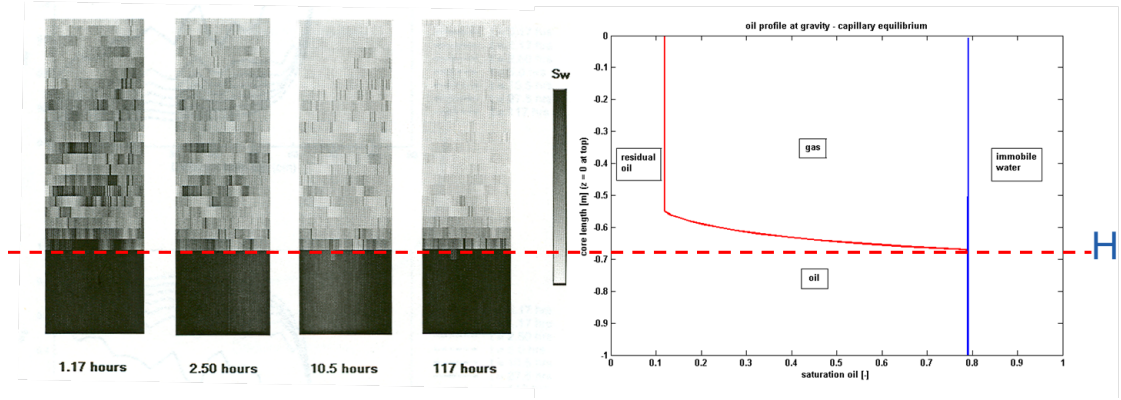 Sw
1.17 hours
2.50 hours
10.5 hours
117 hours
oil profile at gravity - capillary equilibrium
0
-0.1
-0.2
-0.3
-0.4
-0.5
-0.6
-0.7
-0.8
-0.9
-1
core length [m] (z = 0 at top)
residual
oil
gas
immobile
water
oil
H
0 0.1 0.2 0.3 0.4 0.5 0.6 0.7 0.8 0.9 1
saturation oil [-]